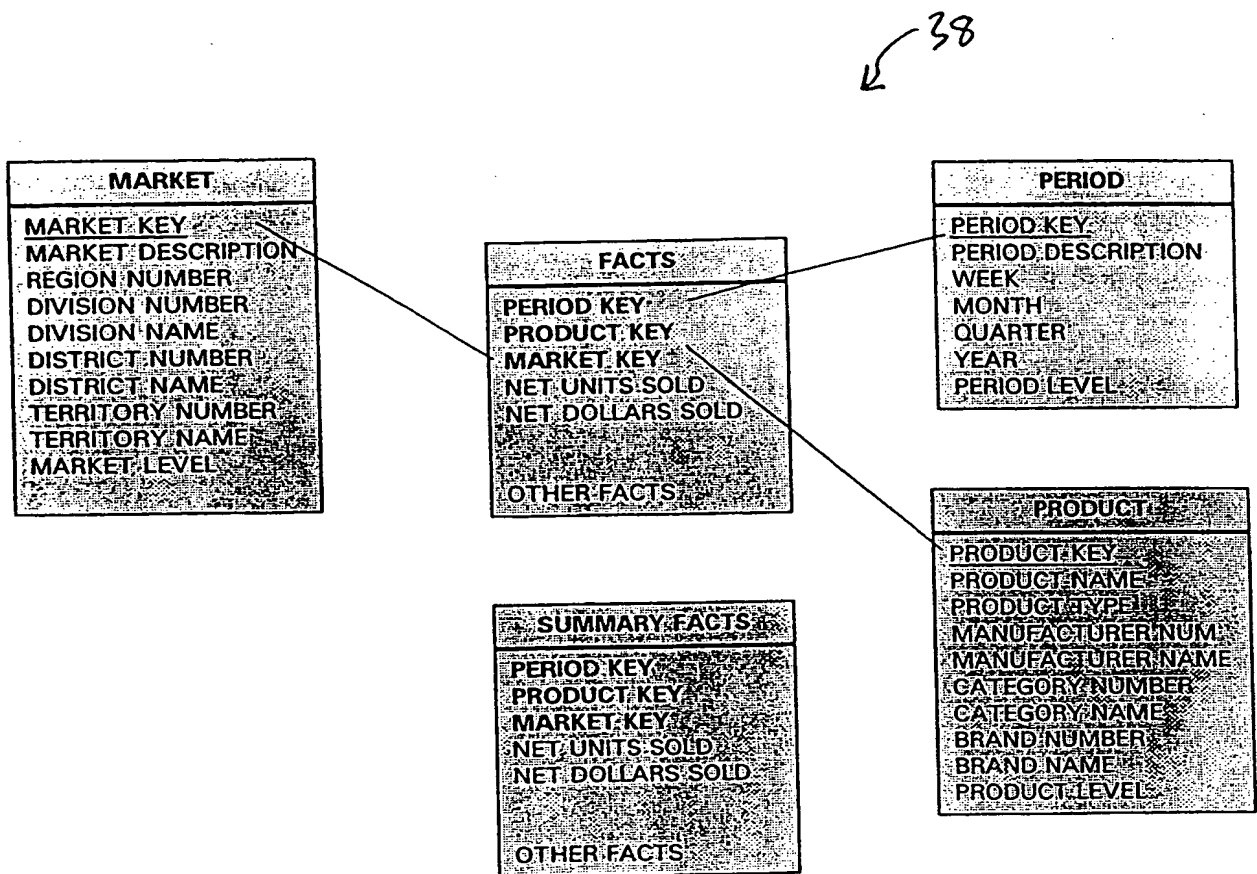 38
MARKET
MARKET KEY
MARKET DESCRIPTION
REGION NUMBER
DIVISION NUMBER
DIVISION NAME
DISTRICT NUMBER
DISTRICT NAME
TERRITORY NUMBER
TERRITORY NAME
MARKET LEVEL
FACTS
PERIOD KEY
PRODUCT KEY
MARKET KEY
NET UNITS SOLD
NET DOLLARS SOLD
OTHER FACTS
SUMMARY FACTS
PERIOD KEY
PRODUCT KEY
MARKET KEY
NET UNITS SOLD
NET DOLLARS SOLD
OTHER FACTS
PERIOD
PERIOD KEY
PERIOD DESCRIPTION
WEEK
MONTH
QUARTER
YEAR
PERIOD LEVEL
PRODUCT
PRODUCT KEY
PRODUCT NAME
PRODUCT TYPE
MANUFACTURER NUM.
MANUFACTURER NAME
CATEGORY NUMBER
CATEGORY NAME
BRAND NUMBER
BRAND NAME
PRODUCT LEVEL